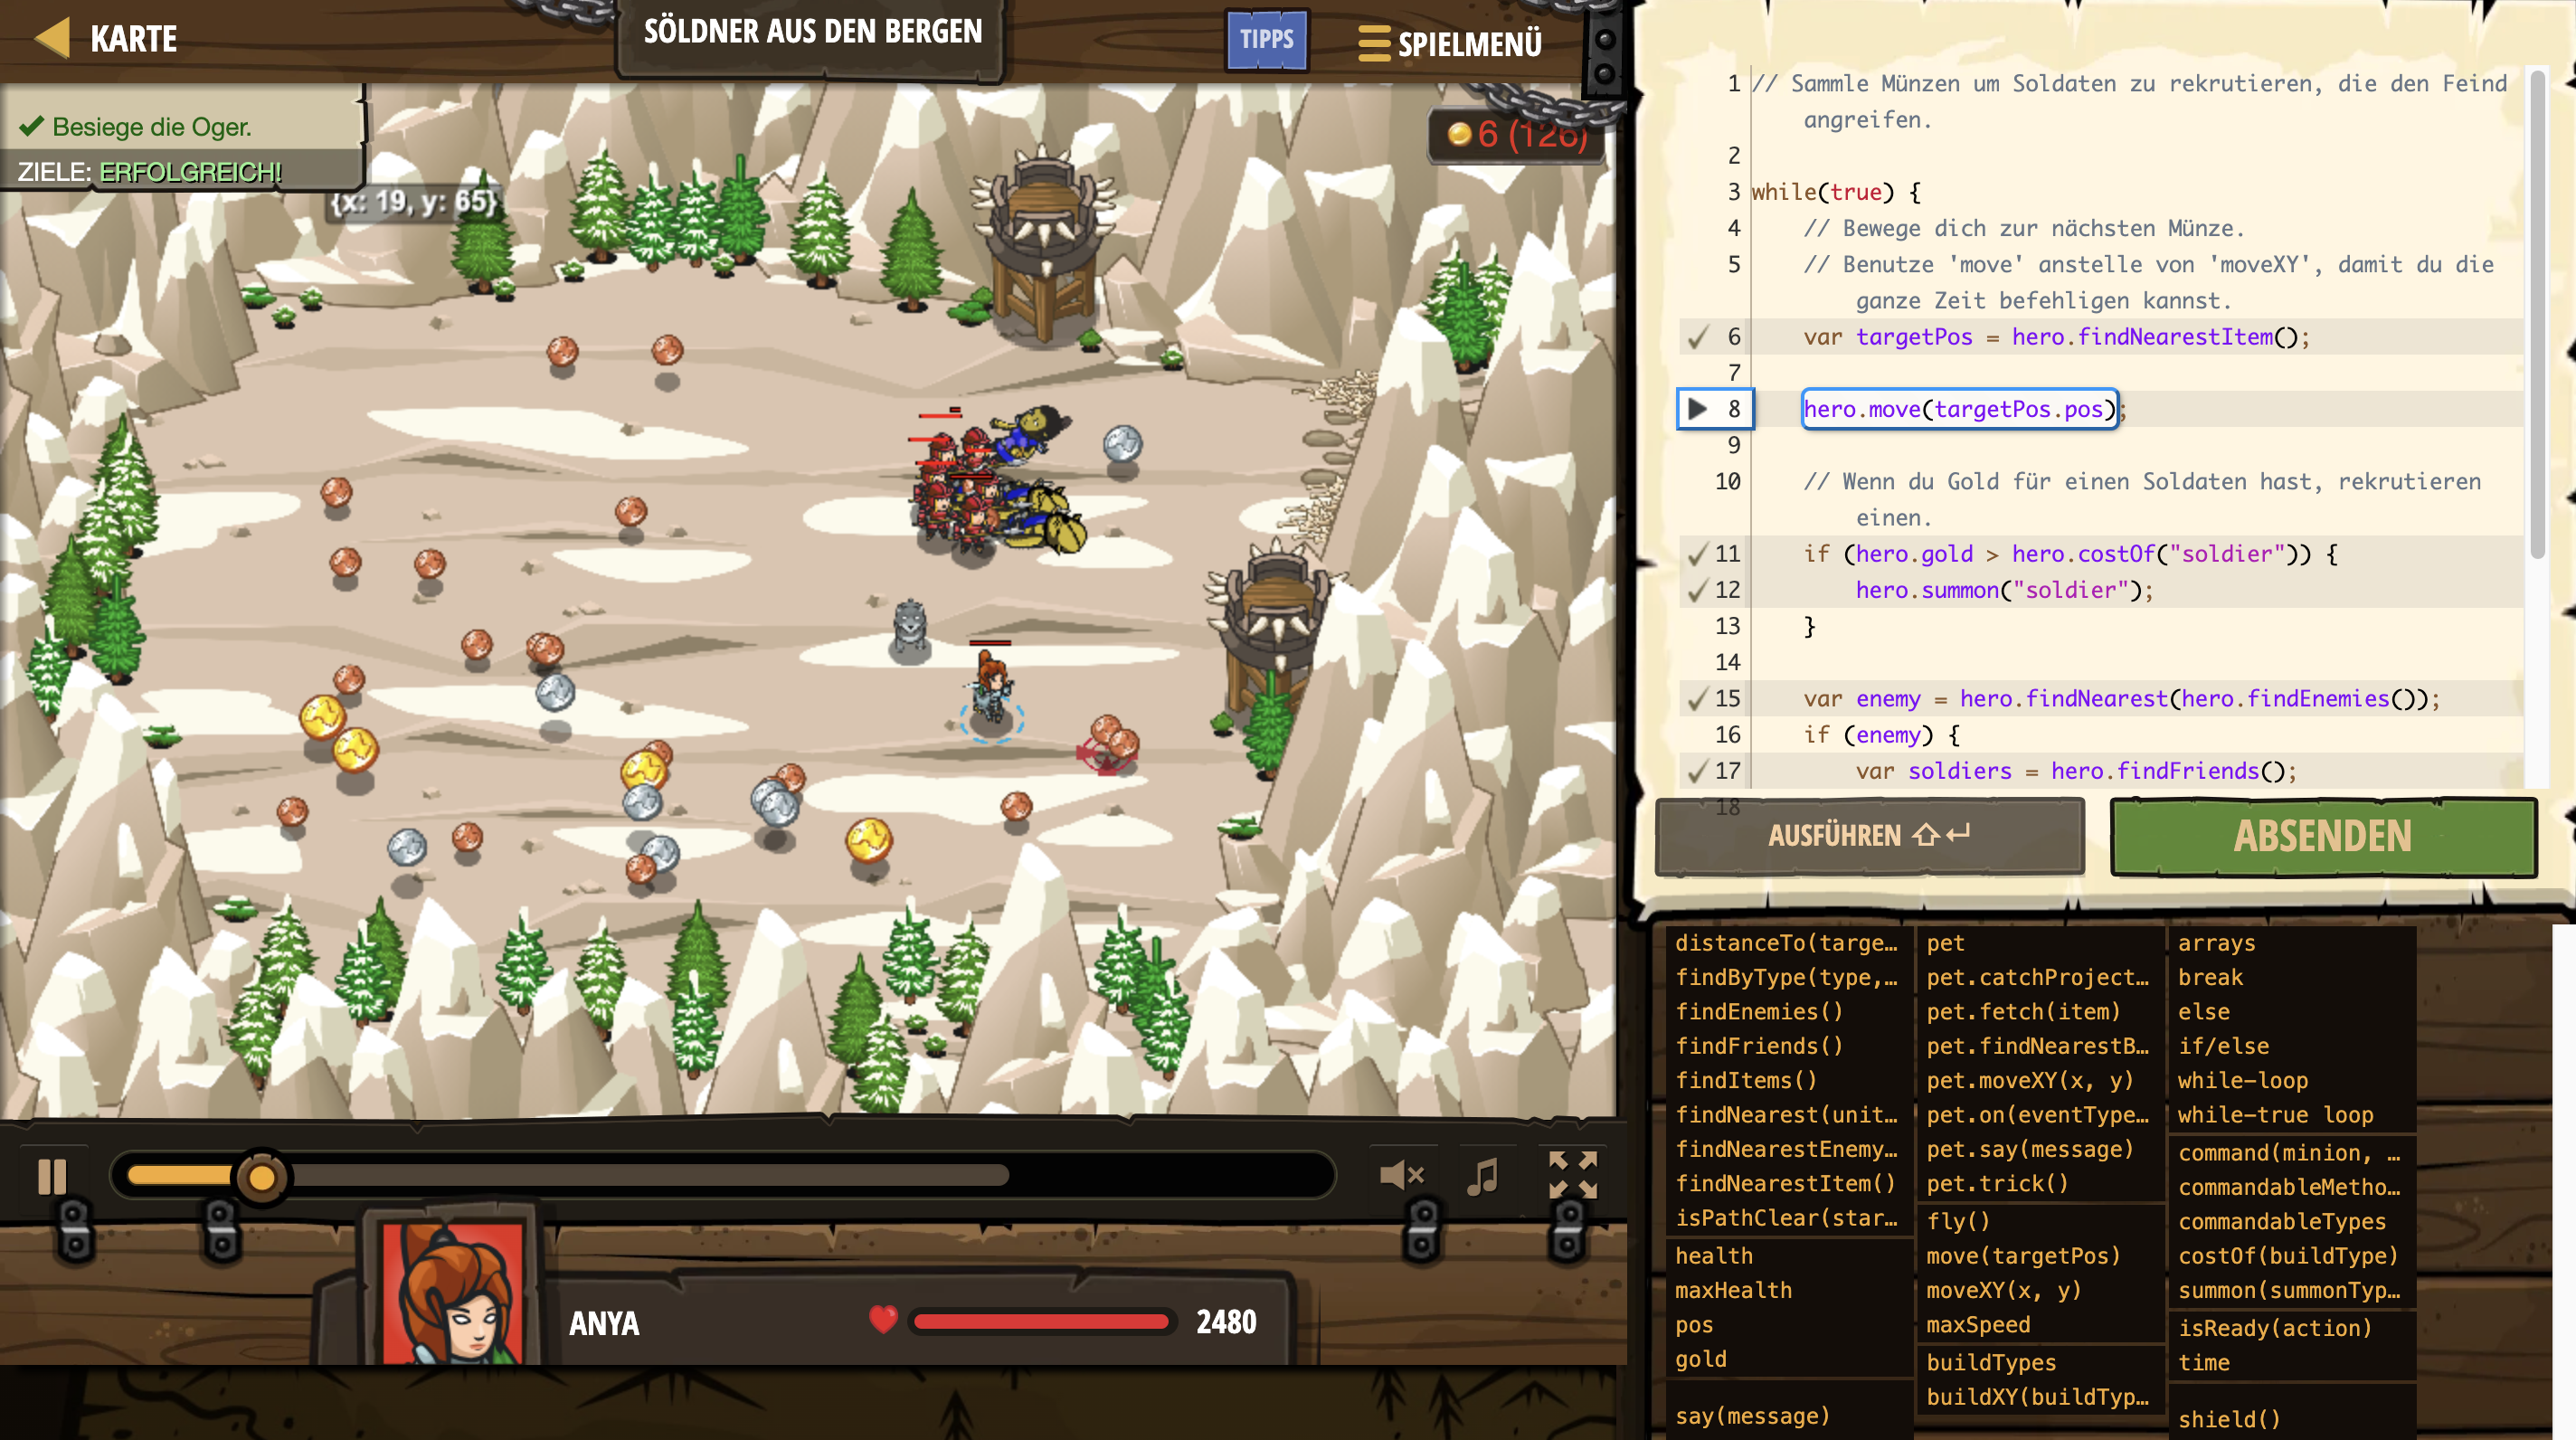 KARTE
SÖLDNER AUS DEN BERGEN
TIPPS
SPIELMENÜ
Besiege die Oger.
ZIELE: ERFOLGREICH!
{x: 19, y: 65}
6 (126)
1 // Sammle Münzen um Soldaten zu rekrutieren, die den Feind
angreifen.
2
3 while(true) {
4 // Bewege dich zur nächsten Münze.
5 // Benutze 'move' anstelle von 'moveXY', damit du die
ganze Zeit befehligen kannst.
6 var targetPos = hero.findNearestItem();
7
8 hero.move(targetPos.pos);
9
10 // Wenn du Gold für einen Soldaten hast, rekrutieren
einen.
11 if (hero.gold > hero.costOf("soldier")) {
12 hero.summon("soldier");
13 }
14
15 var enemy = hero.findNearest(hero.findEnemies());
16 if (enemy) {
17 var soldiers = hero.findFriends();
18
AUSFÜHREN
ABSENDEN
distanceTo(targe…
findByType(type,…
findEnemies()
findFriends()
findItems()
findNearest(unit…
findNearestEnemy…
findNearestItem()
isPathClear(star…
health
maxHealth
pos
gold
say(message)
pet
pet.catchProject…
pet.fetch(item)
pet.findNearestB…
pet.moveXY(x, y)
pet.on(eventType…
pet.say(message)
pet.trick()
fly()
move(targetPos)
moveXY(x, y)
maxSpeed
buildTypes
buildXY(buildTyp…
arrays
break
else
if/else
while-loop
while-true loop
command(minion, …
commandableMetho…
commandableTypes
costOf(buildType)
summon(summonTyp…
isReady(action)
time
shield()
ANYA
2480